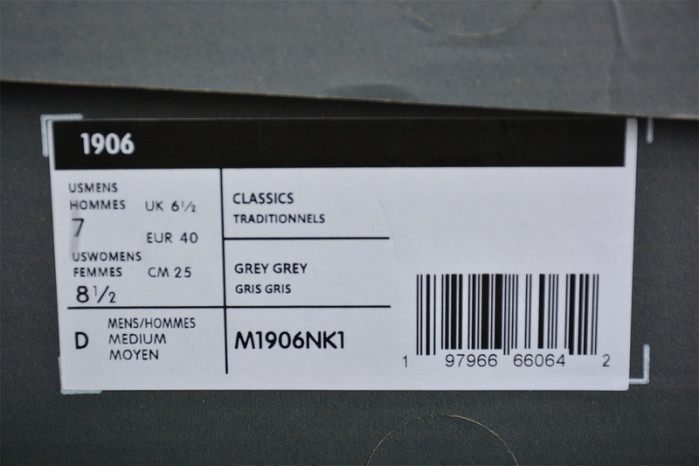 1906
USMENS
HOMMES UK 6½
7
EUR 40
USWOMENS
FEMMES CM 25
8½
D MENS/HOMMES
MEDIUM
MOYEN
CLASSICS
TRADITIONNELS
GREY GREY
GRIS GRIS
M1906NK1
1 97966 66064 2